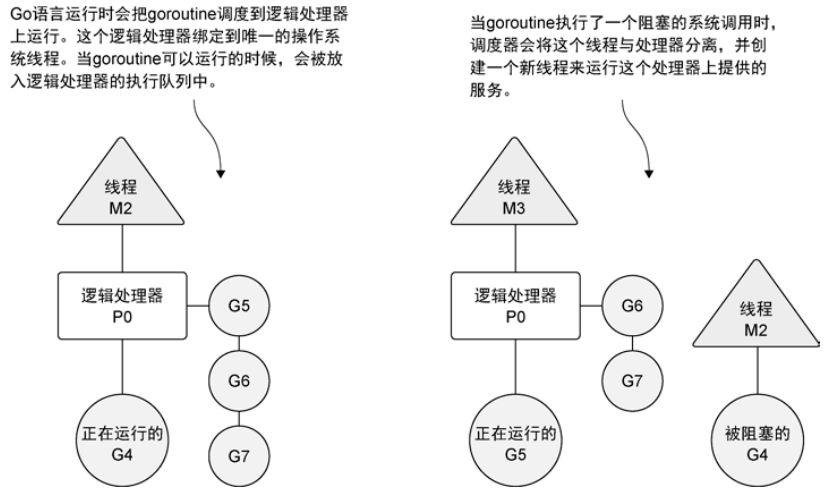 Go语言运行时会把goroutine调度到逻辑处理器
上运行。这个逻辑处理器绑定到唯一的操作系
统线程。当goroutine可以运行的时候，会被放
入逻辑处理器的执行队列中。
线程
M2
逻辑处理器
P0
G5
G6
G7
正在运行的
G4
当goroutine执行了一个阻塞的系统调用时，
调度器会将这个线程与处理器分离，并创
建一个新线程来运行这个处理器上提供的
服务。
线程
M3
逻辑处理器
P0
G6
G7
正在运行的
G5
线程
M2
被阻塞的
G4